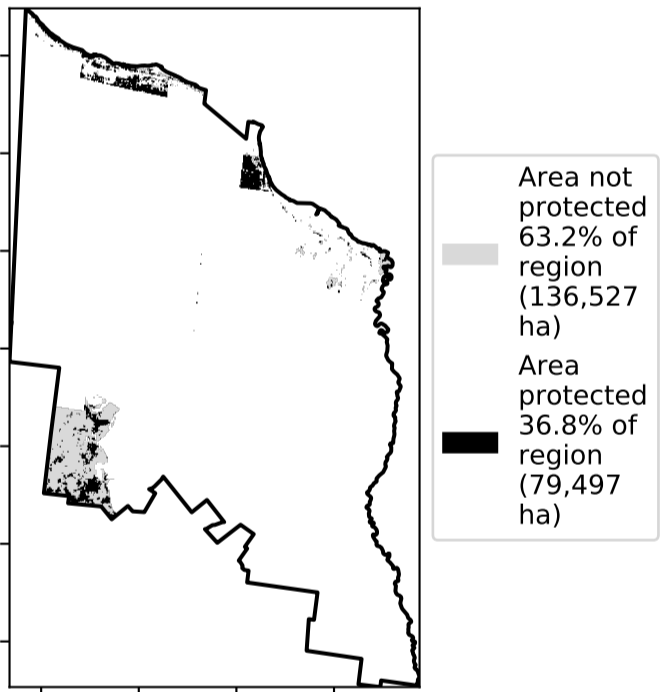 Area not
protected
63.2% of
region
(136,527
ha)
Area
protected
36.8% of
region
(79,497
ha)